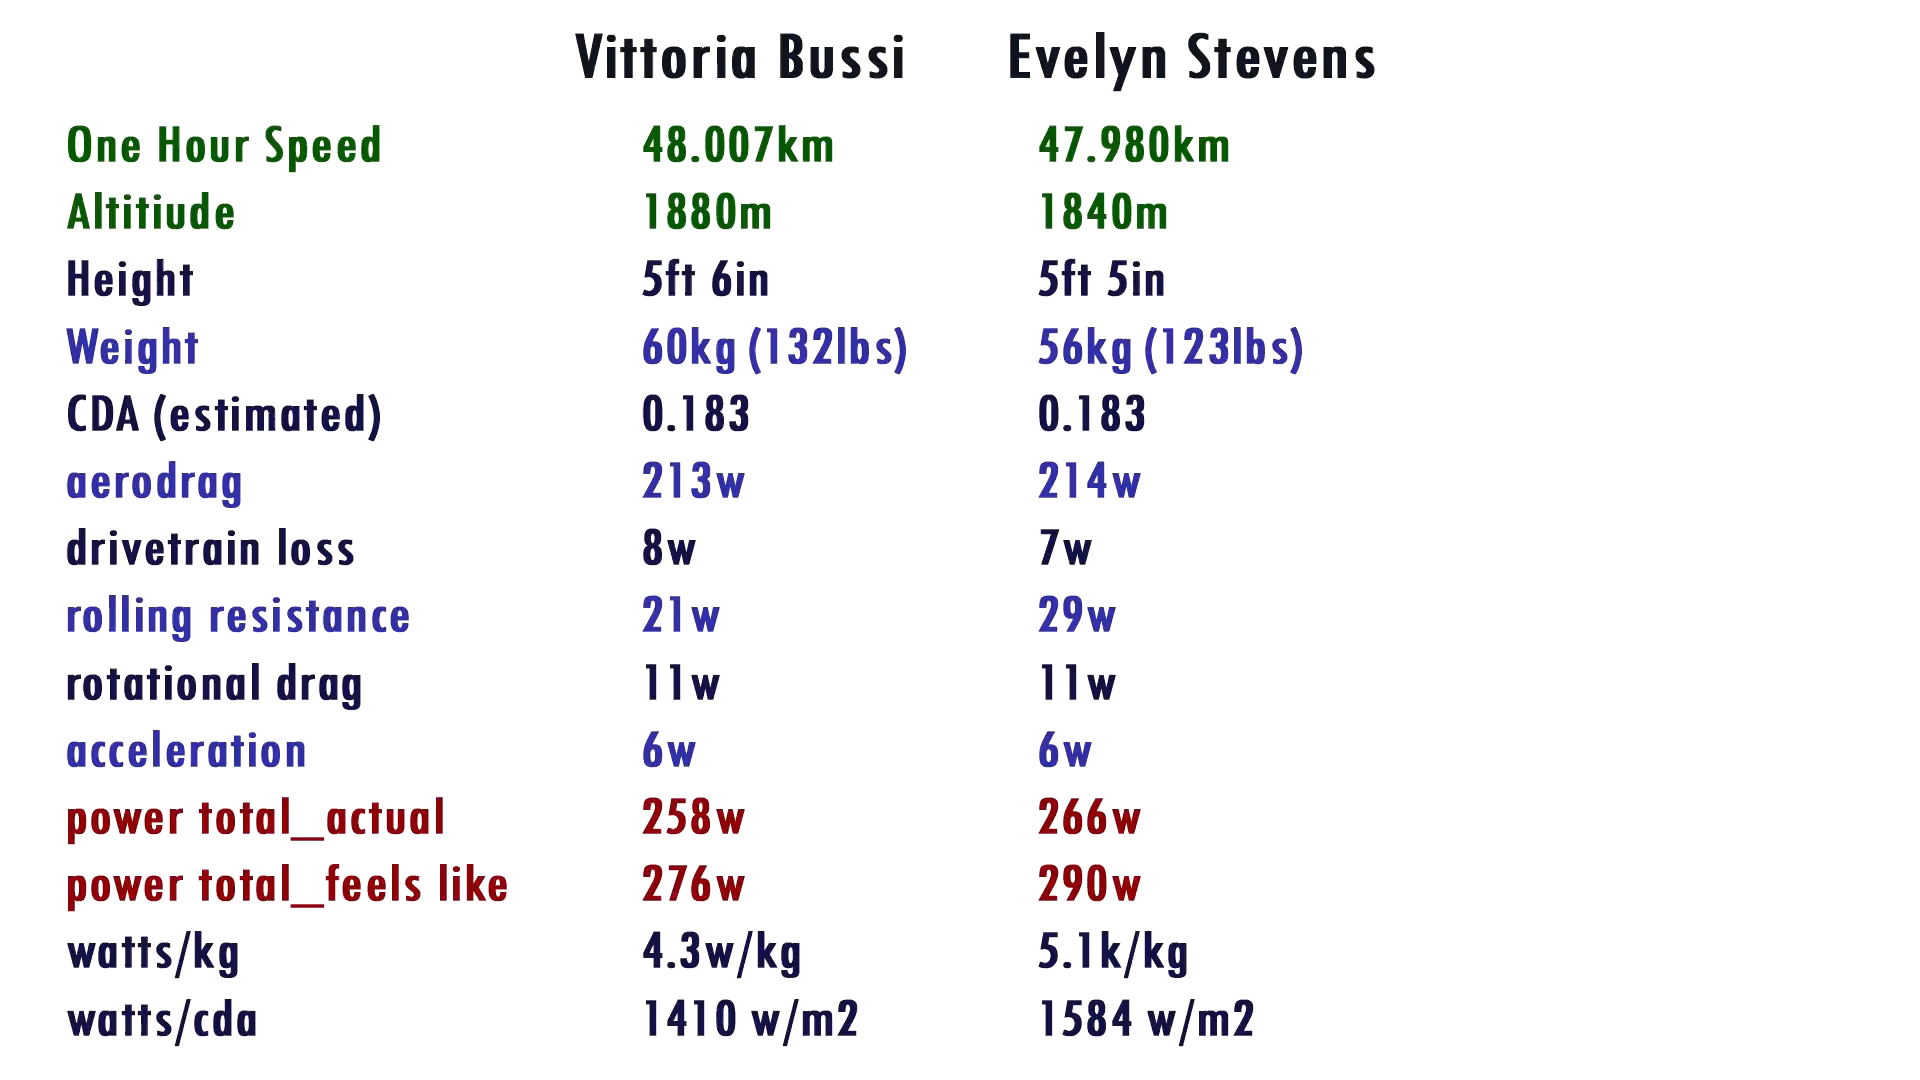 Vittoria Bussi Evelyn Stevens
One Hour Speed 48.007km 47.980km
Altitiude 1880m 1840m
Height 5ft 6in 5ft 5in
Weight 60kg (132lbs) 56kg (123lbs)
CDA (estimated) 0.183 0.183
aerodrag 213w 214w
drivetrain loss 8w 7w
rolling resistance 21w 29w
rotational drag 11w 11w
acceleration 6w 6w
power total_actual 258w 266w
power total_feels like 276w 290w
watts/kg 4.3w/kg 5.1k/kg
watts/cda 1410 w/m2 1584 w/m2